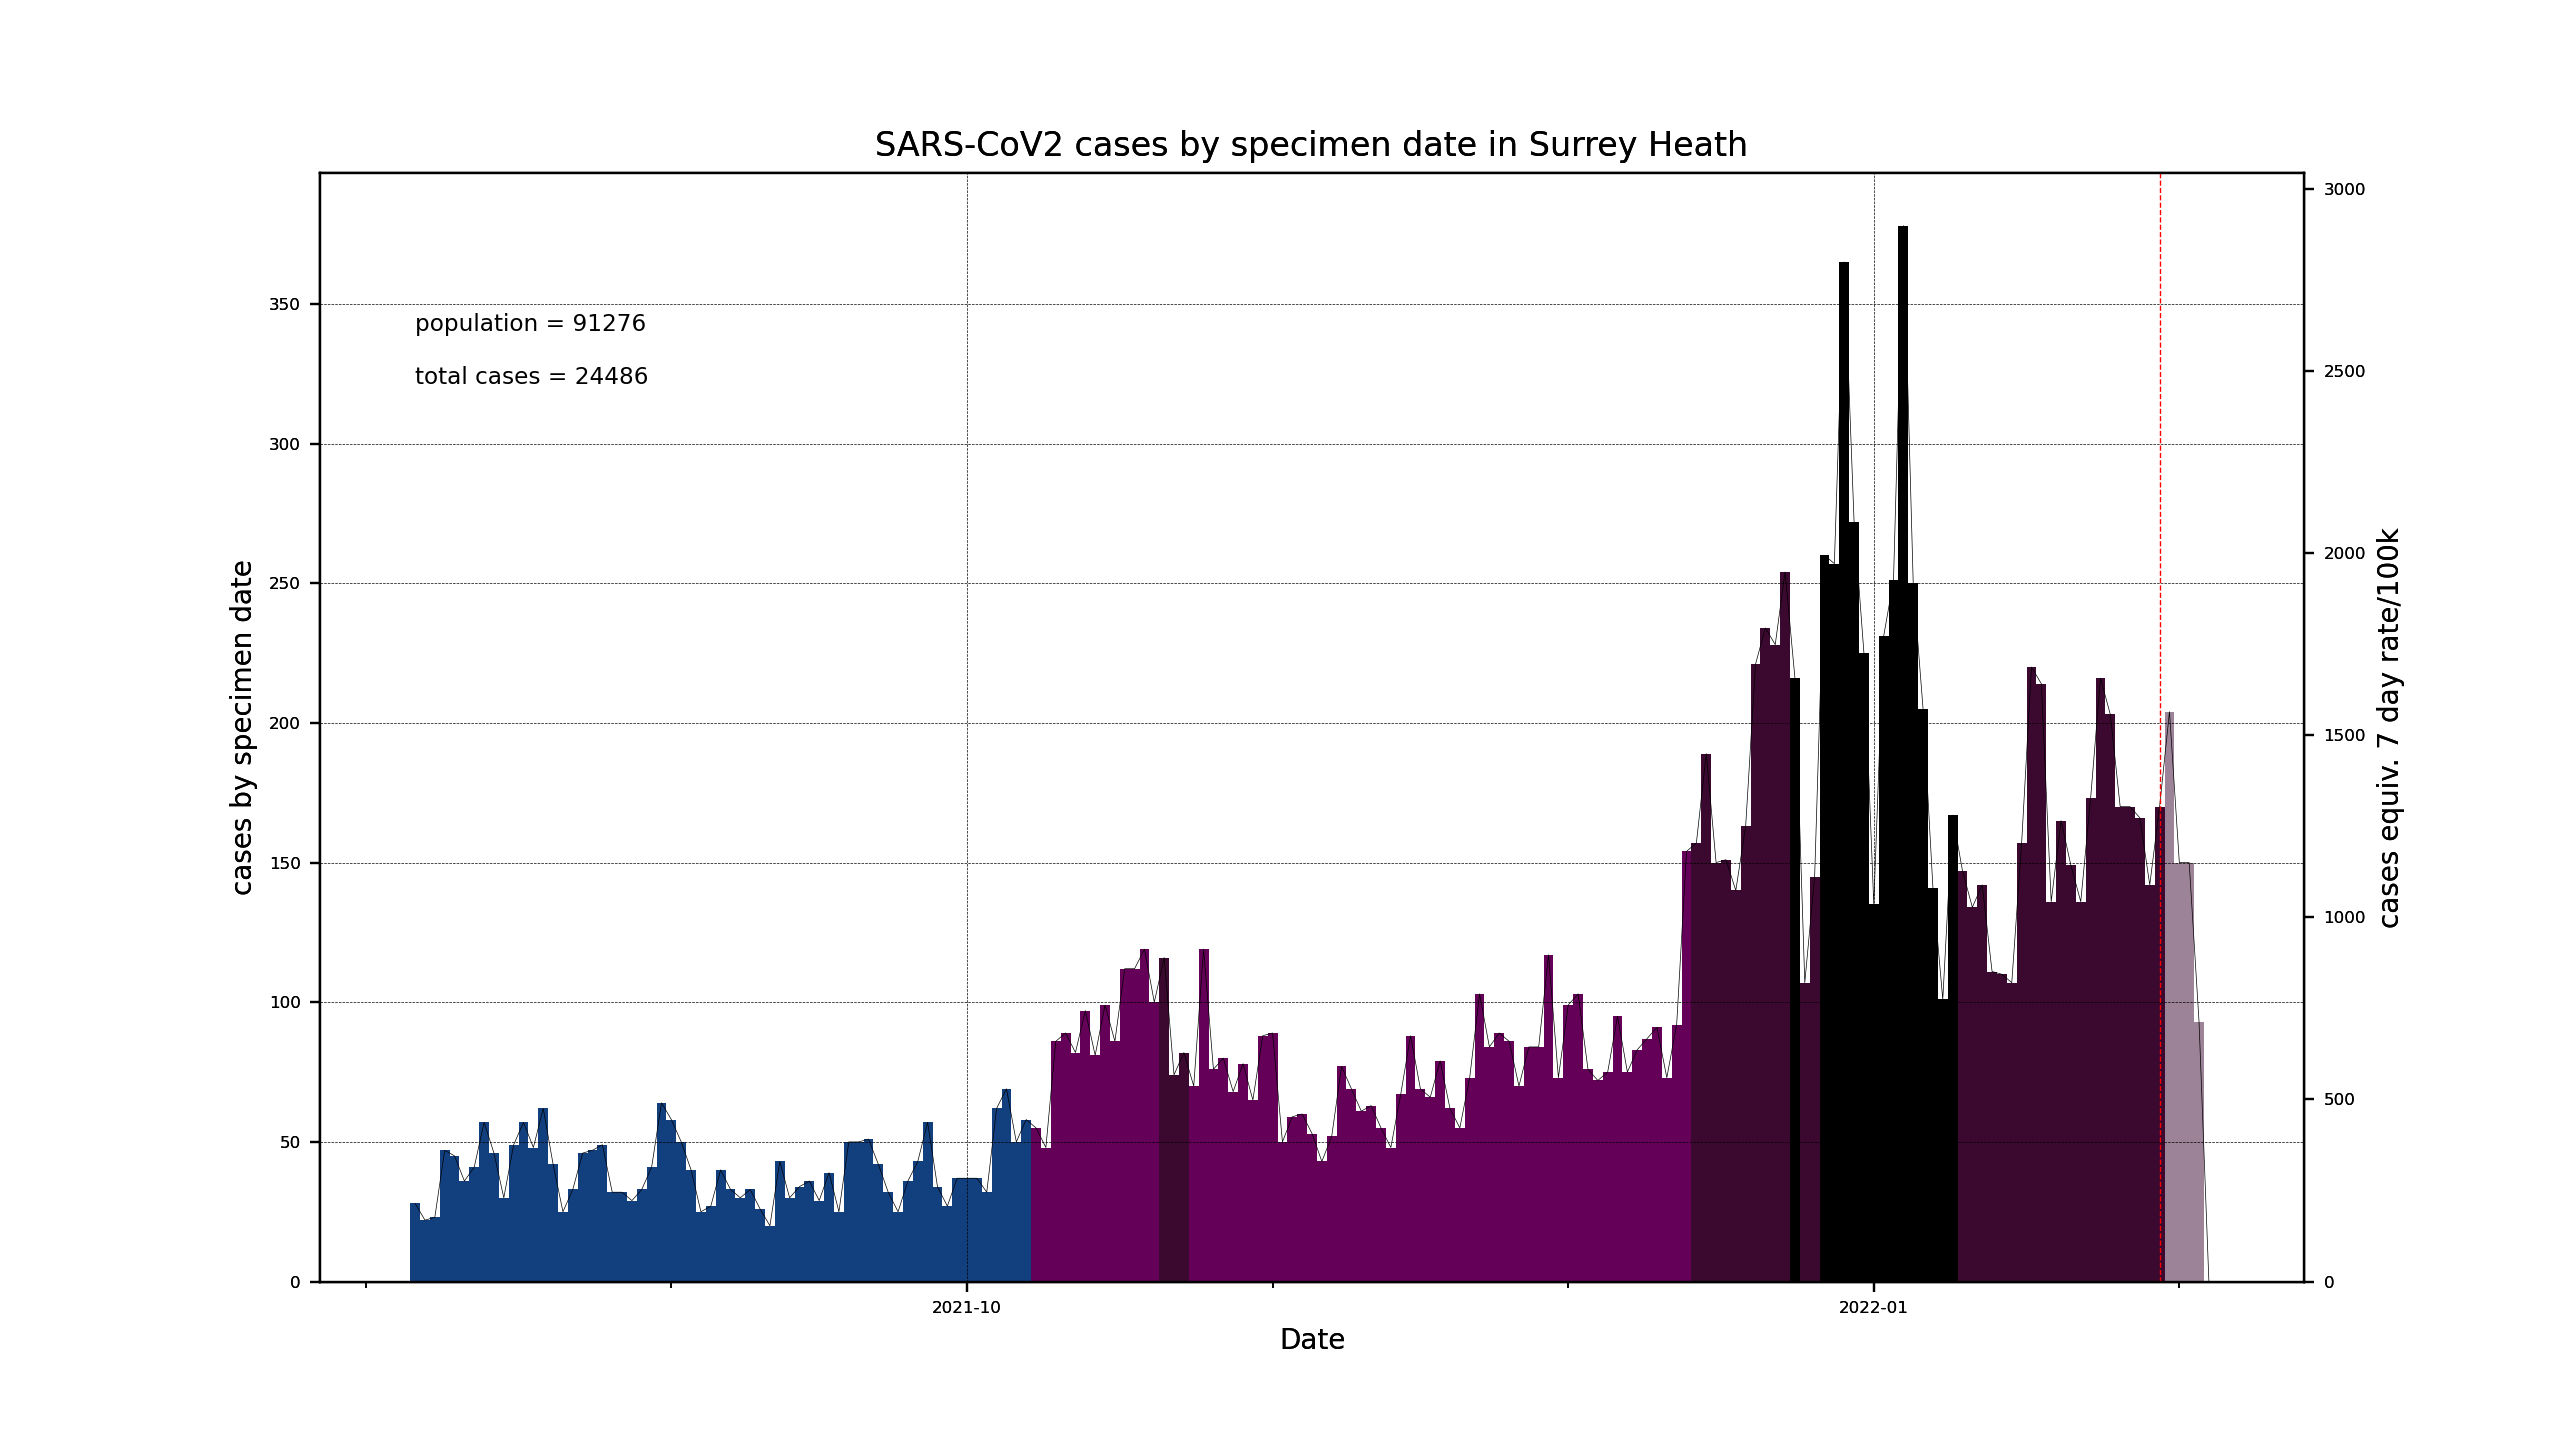 SARS-CoV2 cases by specimen date in Surrey Heath
population = 91276
total cases = 24486
cases by specimen date
350
300
250
200
150
100
50
0
3000
2500
2000
1500
1000
500
0
cases equiv. 7 day rate/100k
2021-10
2022-01
Date